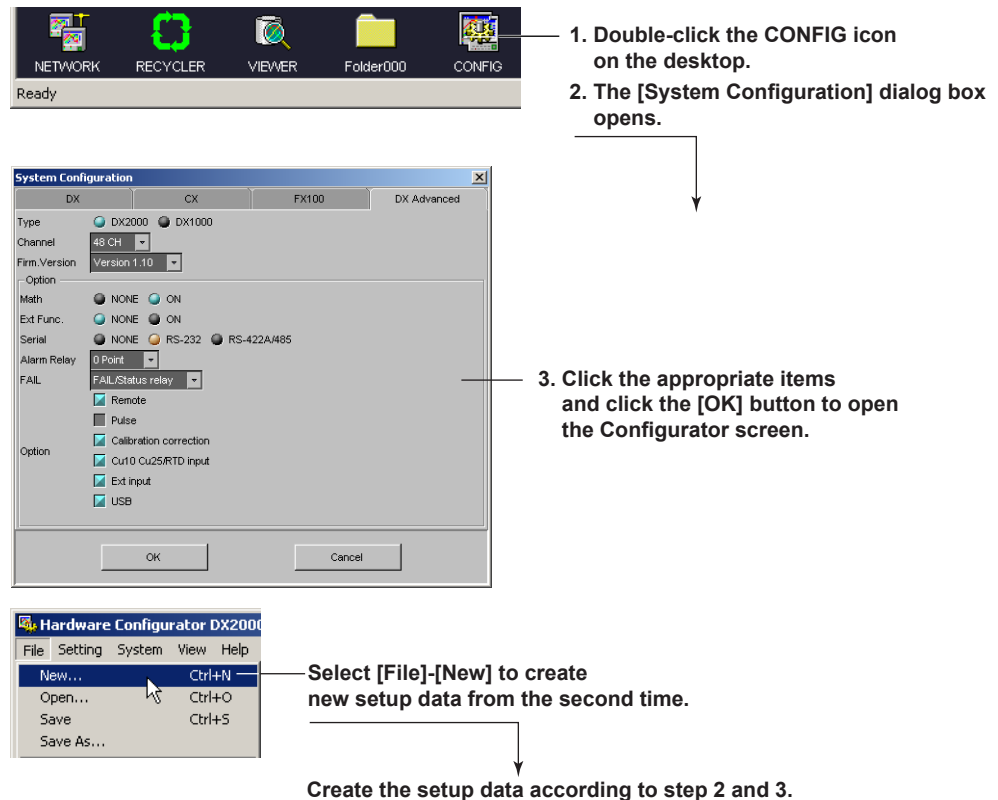 NETWORK RECYCLER VIEWER Folder000 CONFIG
Ready
1. Double-click the CONFIG icon
on the desktop.
2. The [System Configuration] dialog box
opens.
System Configuration
DX CX FX100 DX Advanced
Type DX2000 DX1000
Channel 48 CH
Firm.Version Version 1.10
Option
Math NONE ON
Ext Func. NONE ON
Serial NONE RS-232 RS-422A/485
Alarm Relay 0 Point
FAIL FAIL/Status relay
Remote
Pulse
Option
Calibration correction
Cu10 Cu25/RTD input
Ext input
USB
OK Cancel
3. Click the appropriate items
and click the [OK] button to open
the Configurator screen.
Hardware Configurator DX2000
File Setting System View Help
New... Ctrl+N
Open... Ctrl+O
Save Ctrl+S
Save As...
Select [File]-[New] to create
new setup data from the second time.
Create the setup data according to step 2 and 3.